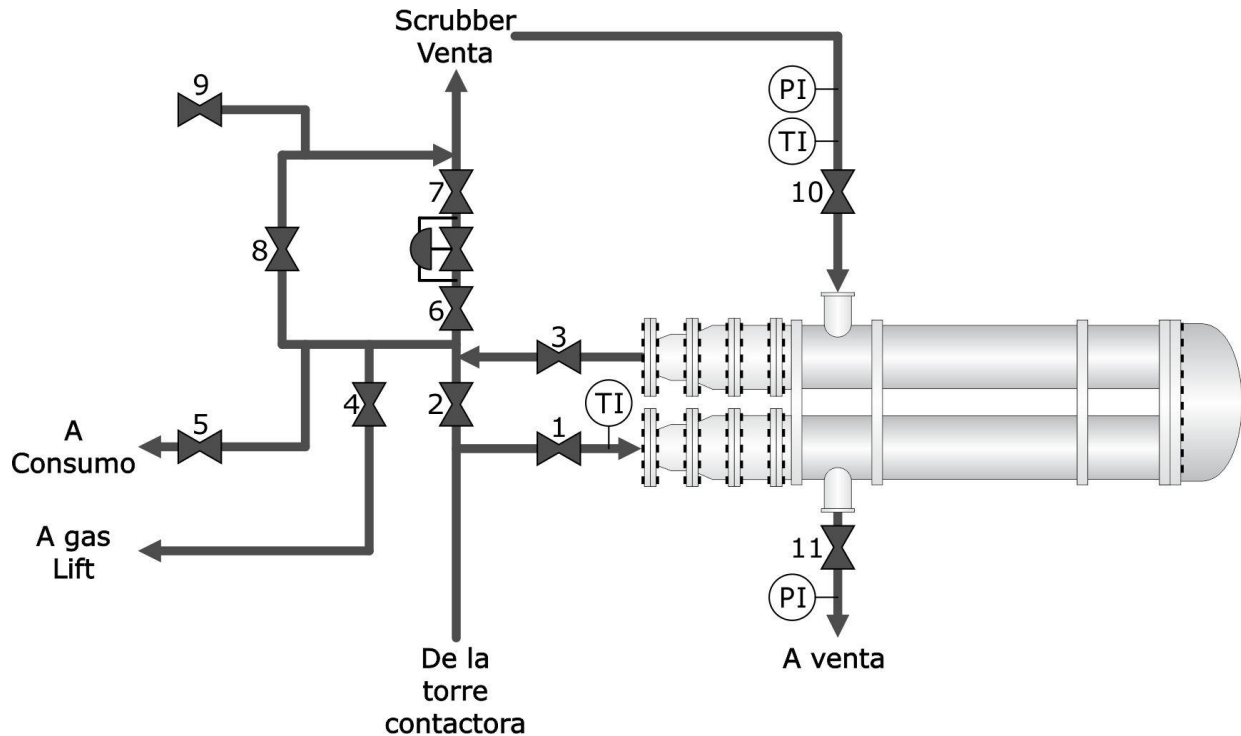 Scrubber
Venta
9
PI
TI
7
10
8
6
3
TI
4
2
1
5
A
Consumo
A gas
Lift
11
PI
De la
torre
contactora
A venta